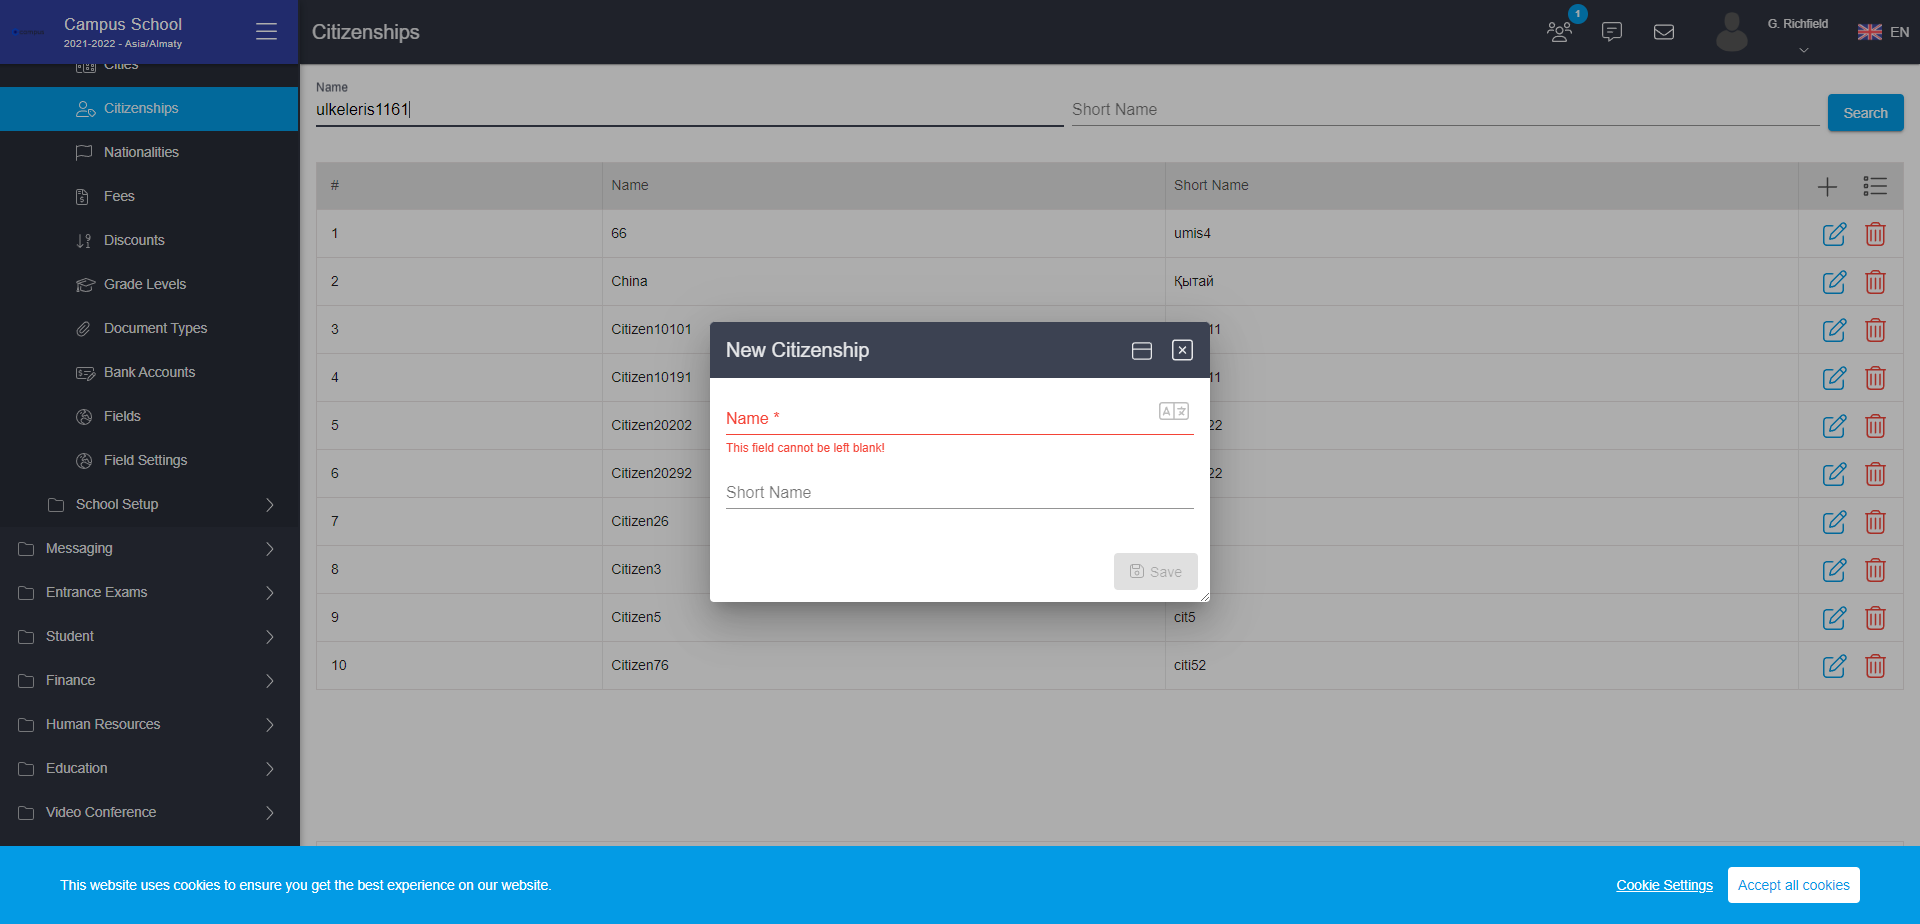 Campus School
2021-2022 - Asia/Almaty
Citizenships
1
G. Richfield
EN
Cities
Citizenships
Nationalities
Fees
Discounts
Grade Levels
Document Types
Bank Accounts
Fields
Field Settings
School Setup
Messaging
Entrance Exams
Student
Finance
Human Resources
Education
Video Conference
Name
ulkeleris1161
Short Name
Search
# Name Short Name
1 66 umis4
2 China Қытай
3 Citizen10101 11
4 Citizen10191 11
5 Citizen20202 22
6 Citizen20292 22
7 Citizen26
8 Citizen3
9 Citizen5 cit5
10 Citizen76 citi52
New Citizenship
Name *
This field cannot be left blank!
Short Name
Save
This website uses cookies to ensure you get the best experience on our website.
Cookie Settings
Accept all cookies